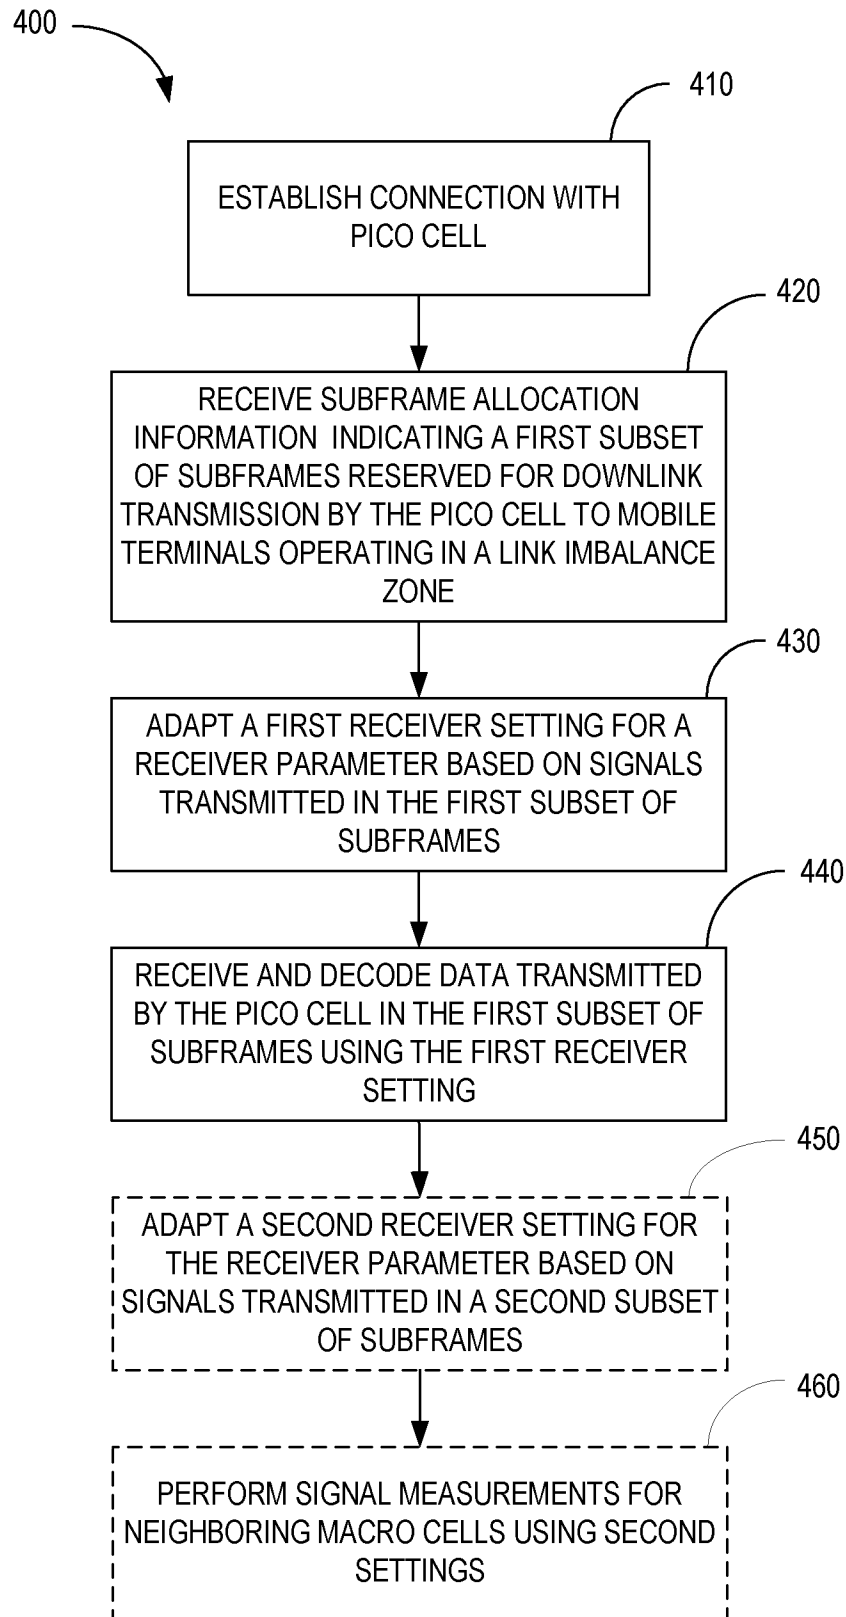 400
410
ESTABLISH CONNECTION WITH
PICO CELL
420
RECEIVE SUBFRAME ALLOCATION
INFORMATION INDICATING A FIRST SUBSET
OF SUBFRAMES RESERVED FOR DOWNLINK
TRANSMISSION BY THE PICO CELL TO MOBILE
TERMINALS OPERATING IN A LINK IMBALANCE
ZONE
430
ADAPT A FIRST RECEIVER SETTING FOR A
RECEIVER PARAMETER BASED ON SIGNALS
TRANSMITTED IN THE FIRST SUBSET OF
SUBFRAMES
440
RECEIVE AND DECODE DATA TRANSMITTED
BY THE PICO CELL IN THE FIRST SUBSET OF
SUBFRAMES USING THE FIRST RECEIVER
SETTING
450
ADAPT A SECOND RECEIVER SETTING FOR
THE RECEIVER PARAMETER BASED ON
SIGNALS TRANSMITTED IN A SECOND SUBSET
OF SUBFRAMES
460
PERFORM SIGNAL MEASUREMENTS FOR
NEIGHBORING MACRO CELLS USING SECOND
SETTINGS